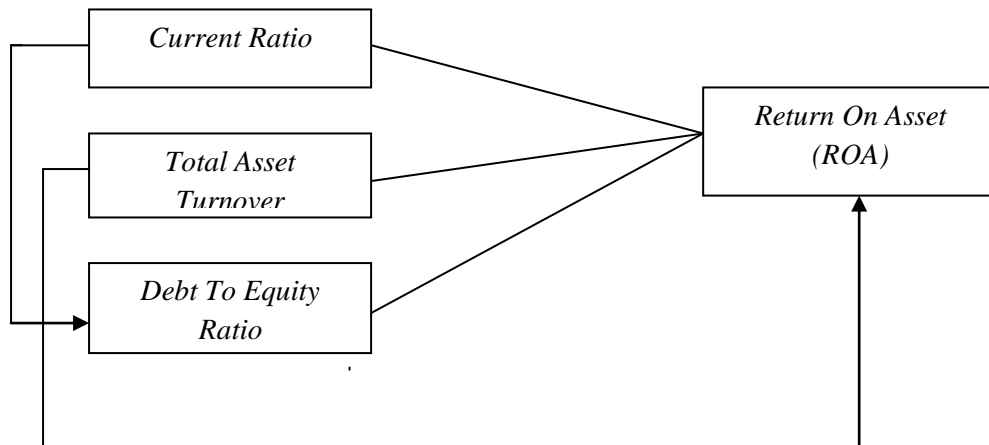 Current Ratio
Total Asset
Turnover
Debt To Equity
Ratio
Return On Asset
(ROA)